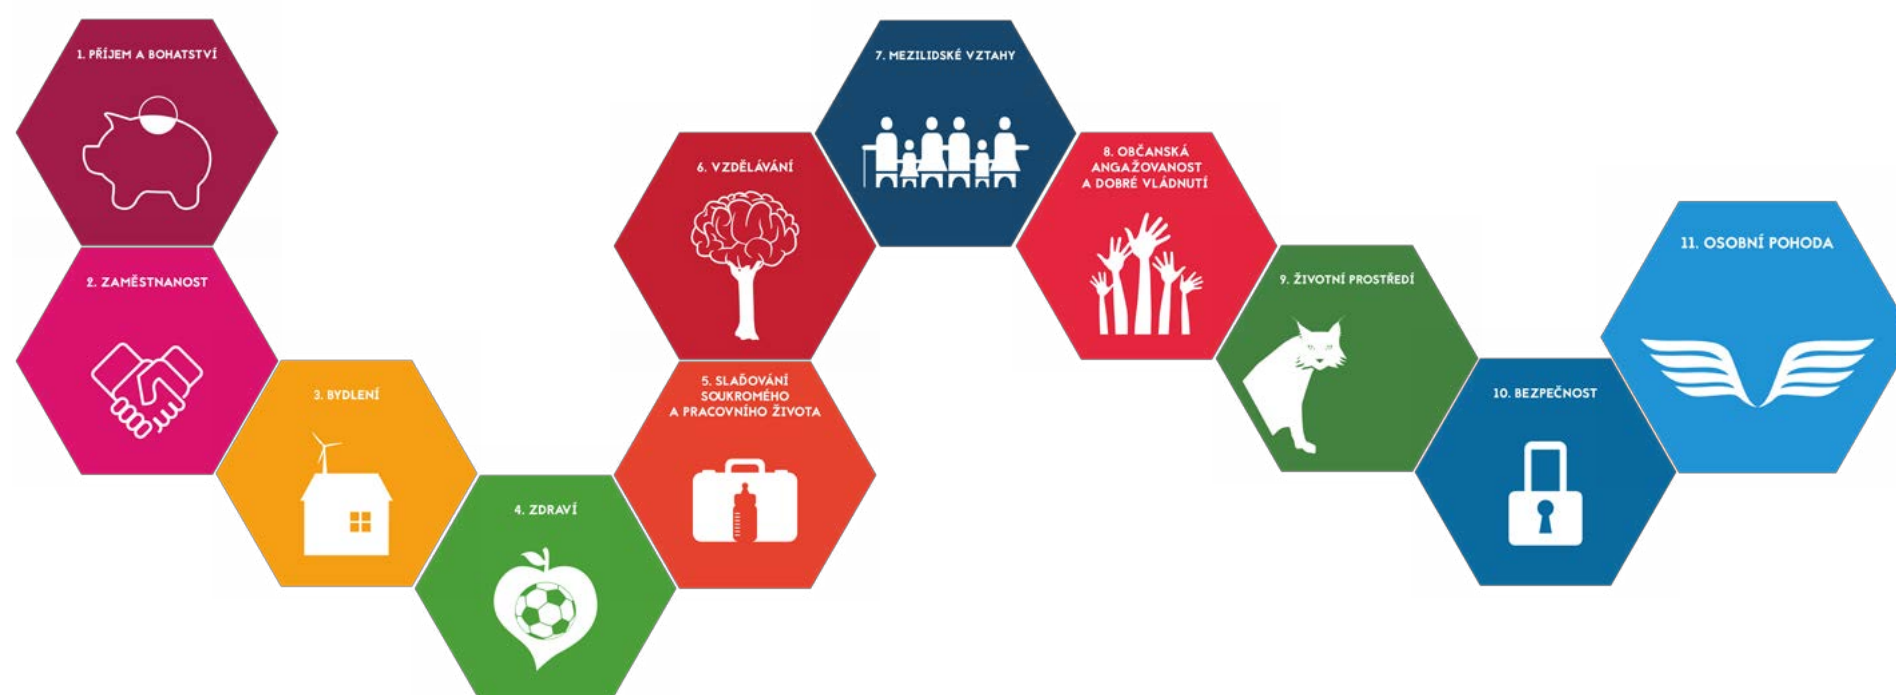 1. PŘÍJEM A BOHATSTVÍ
2. ZAMĚSTNANOST
3. BYDLENÍ
4. ZDRAVÍ
5. SLAĎOVÁNÍ
SOUKROMÉHO
A PRACOVNÍHO ŽIVOTA
6. VZDĚLÁVÁNÍ
7. MEZILIDSKÉ VZTAHY
8. OBČANSKÁ
ANGAŽOVANOST
A DOBRÉ VLÁDNUTÍ
9. ŽIVOTNÍ PROSTŘEDÍ
10. BEZPEČNOST
11. OSOBNÍ POHODA